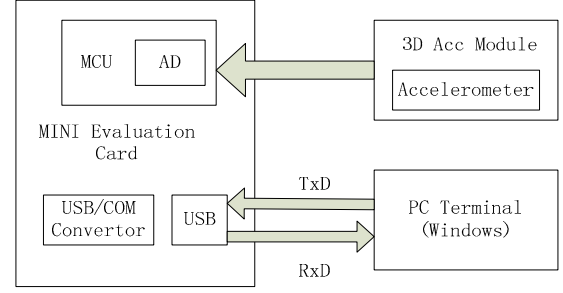 MCU
AD
3D Acc Module
Accelerometer
MINI Evaluation
Card
TxD
USB/COM
Convertor
USB
PC Terminal
(Windows)
RxD